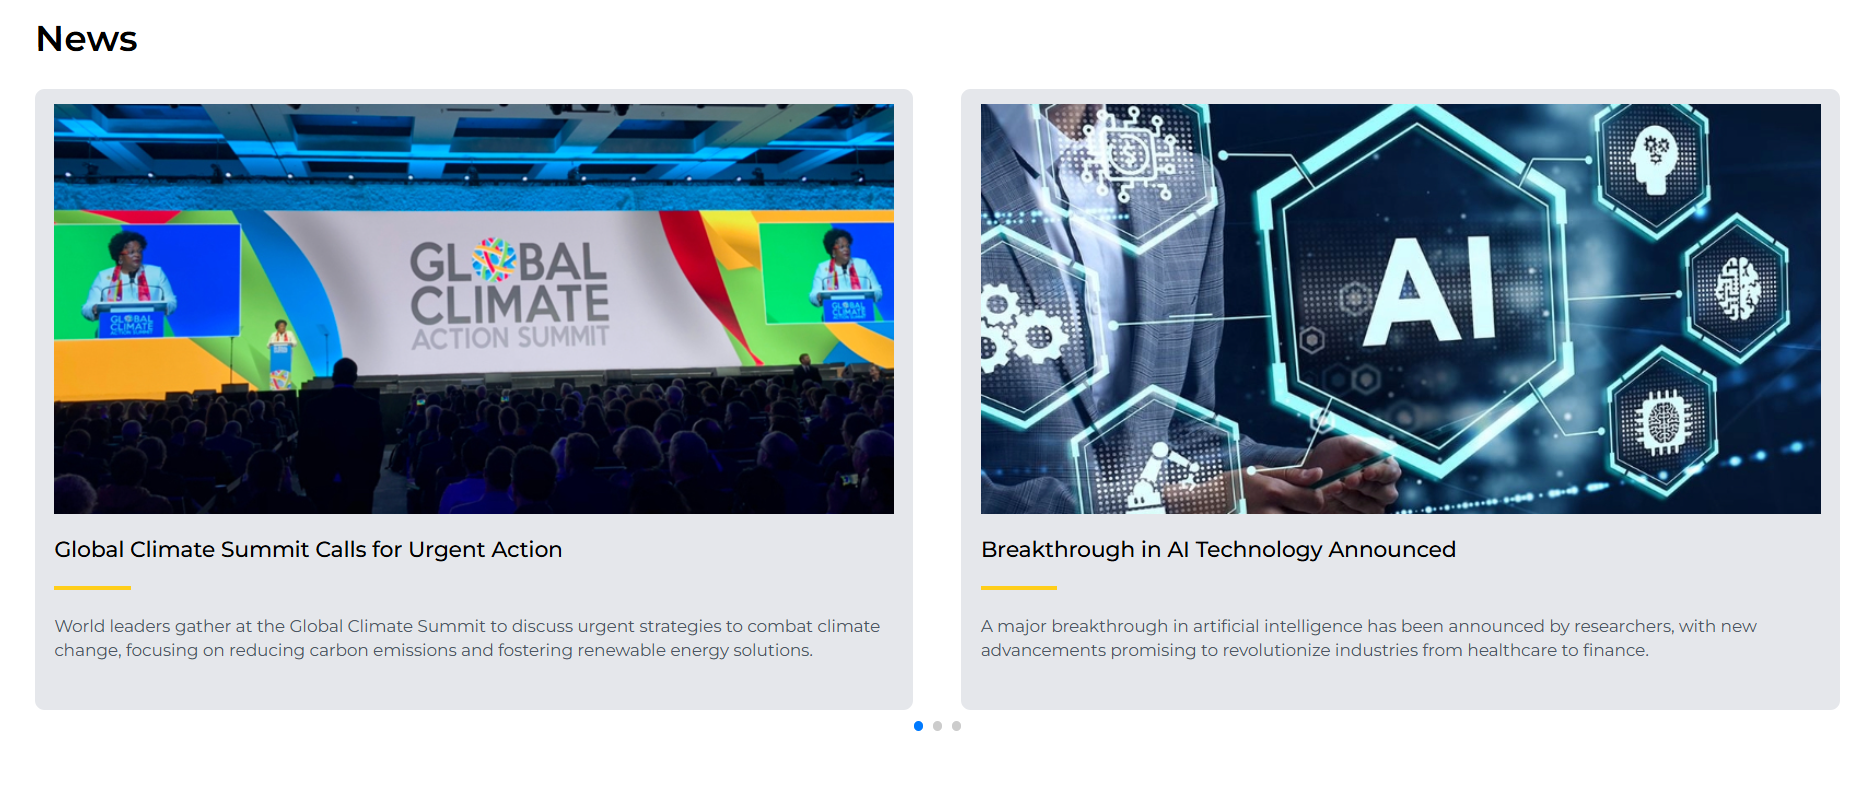 News
GLOBAL
CLIMATE
ACTION SUMMIT
GLOBAL
CLIMATE
ACTION SUMMIT
GLOBAL
CLIMATE
AI
Global Climate Summit Calls for Urgent Action
Breakthrough in AI Technology Announced
World leaders gather at the Global Climate Summit to discuss urgent strategies to combat climate
change, focusing on reducing carbon emissions and fostering renewable energy solutions.
A major breakthrough in artificial intelligence has been announced by researchers, with new
advancements promising to revolutionize industries from healthcare to finance.